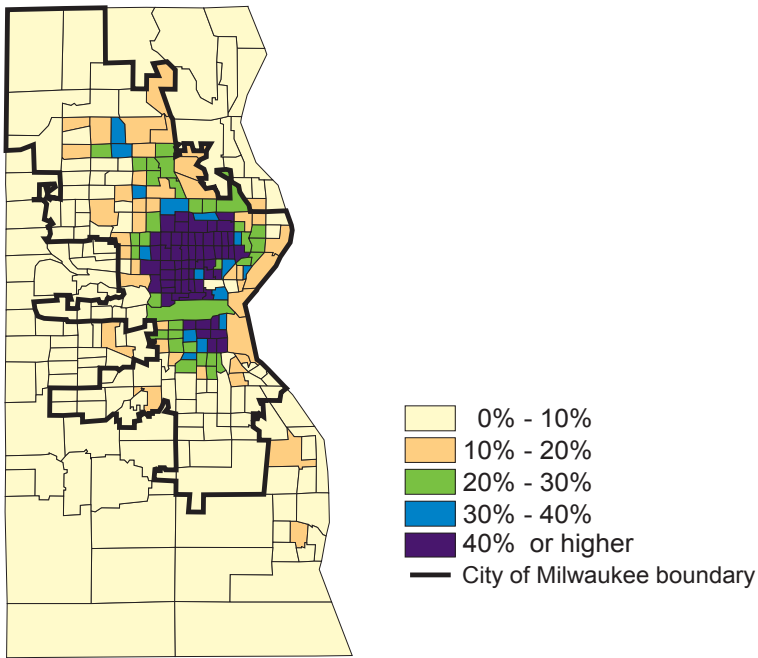 0% - 10%
10% - 20%
20% - 30%
30% - 40%
40% or higher
City of Milwaukee boundary